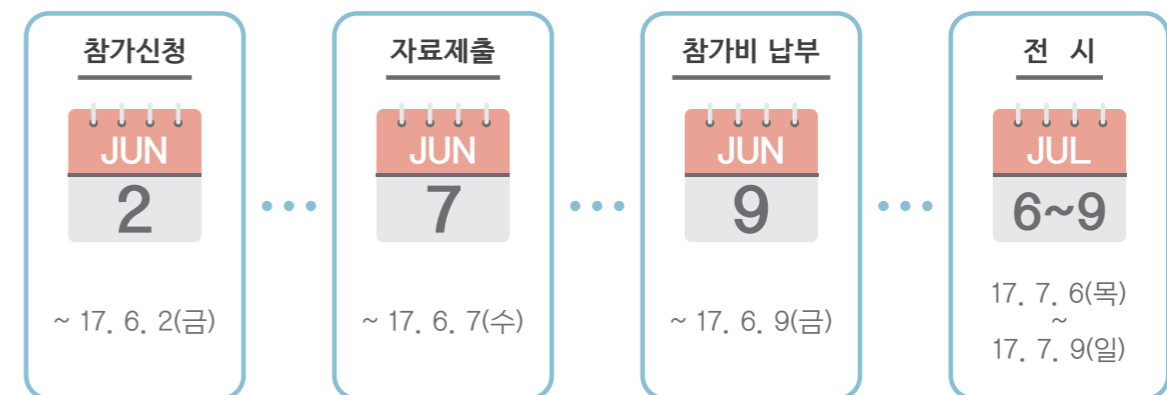 참가신청
JUN
2
~ 17. 6. 2(금)
자료제출
JUN
7
~ 17. 6. 7(수)
참가비 납부
JUN
9
~ 17. 6. 9(금)
전 시
JUL
6~9
17. 7. 6(목)
~
17. 7. 9(일)